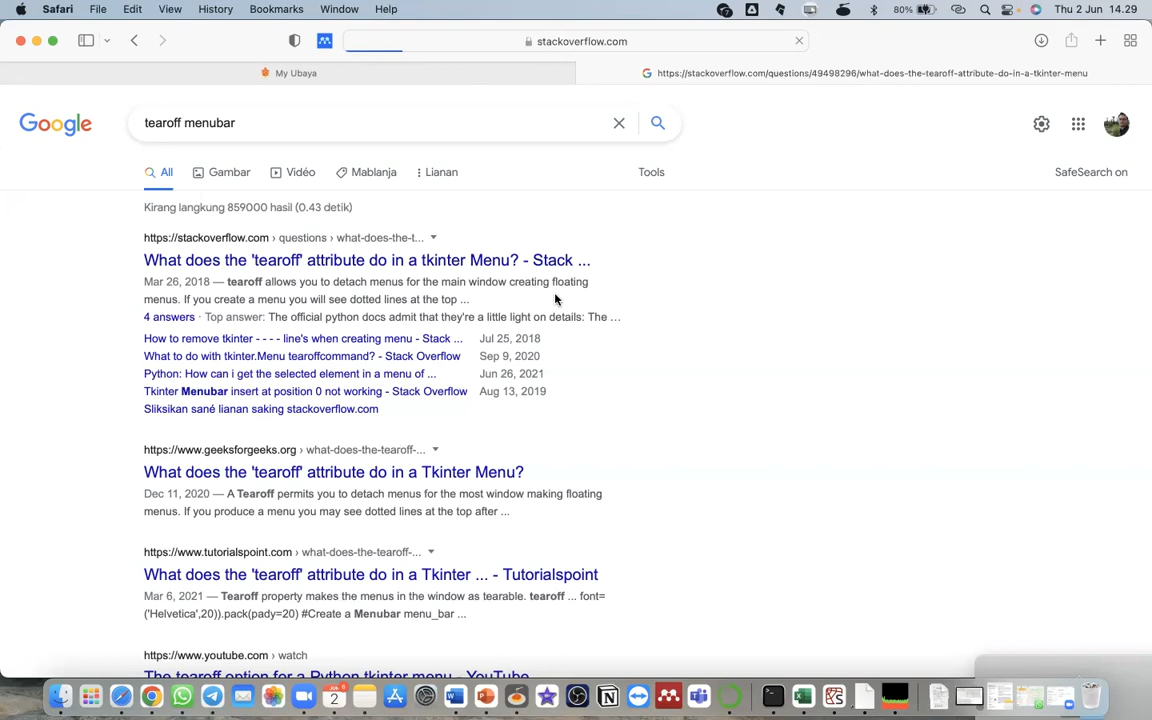 Safari File Edit View History Bookmarks Window Help 80% Thu 2 Jun 14.29
stackoverflow.com
My Ubaya
https://stackoverflow.com/questions/49498296/what-does-the-tearoff-attribute-do-in-a-tkinter-menu
Google
tearoff menubar
All Gambar Vidéo Mablanja Lianan Tools SafeSearch on
Kirang langkung 859000 hasil (0.43 detik)
https://stackoverflow.com › questions › what-does-the-t...
What does the 'tearoff' attribute do in a tkinter Menu? - Stack ...
Mar 26, 2018 — tearoff allows you to detach menus for the main window creating floating
menus. If you create a menu you will see dotted lines at the top ...
4 answers · Top answer: The official python docs admit that they're a little light on details: The ...
How to remove tkinter - - - - line's when creating menu - Stack ... Jul 25, 2018
What to do with tkinter.Menu tearoffcommand? - Stack Overflow Sep 9, 2020
Python: How can i get the selected element in a menu of ... Jun 26, 2021
Tkinter Menubar insert at position 0 not working - Stack Overflow Aug 13, 2019
Sliksikan sané lianan saking stackoverflow.com
https://www.geeksforgeeks.org › what-does-the-tearoff-...
What does the 'tearoff' attribute do in a Tkinter Menu?
Dec 11, 2020 — A Tearoff permits you to detach menus for the most window making floating
menus. If you produce a menu you may see dotted lines at the top after ...
https://www.tutorialspoint.com › what-does-the-tearoff-...
What does the 'tearoff' attribute do in a Tkinter ... - Tutorialspoint
Mar 6, 2021 — Tearoff property makes the menus in the window as tearable. tearoff ... font=
('Helvetica',20)).pack(pady=20) #Create a Menubar menu_bar ...
https://www.youtube.com › watch
The tearoff option for a Python tkinter menu - YouTube